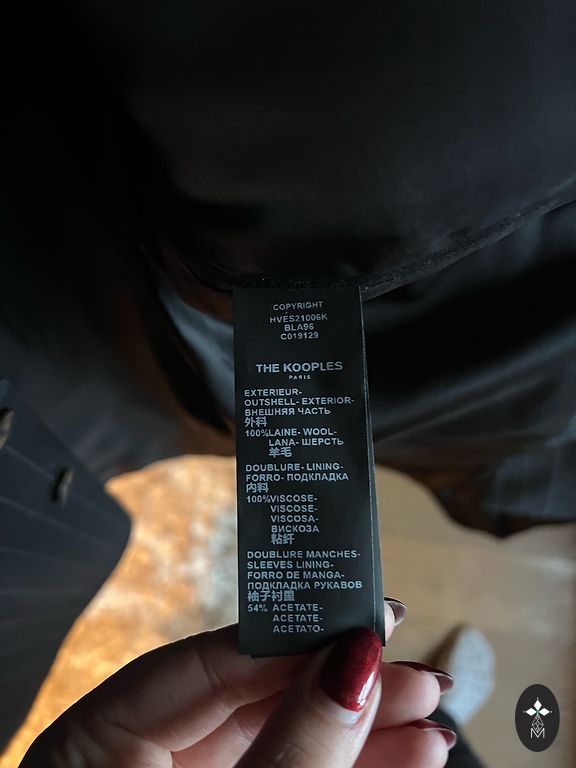 COPYRIGHT
HVES21006K
BLA96
C019129
THE KOOPLES
PARIS
EXTERIEUR-
OUTSHELL- EXTERIOR-
ВНЕШНЯЯ ЧАСТЬ
外料
100%LAINE- WOOL-
LANA- ШЕРСТЬ
羊毛
DOUBLURE- LINING-
FORRO- ПОДКЛАДКА
内料
100%VISCOSE-
VISCOSE-
VISCOSA-
ВИСКОЗА
粘纤
DOUBLURE MANCHES-
SLEEVES LINING-
FORRO DE MANGA-
ПОДКЛАДКА РУКАВОВ
袖子衬里
54% ACETATE-
ACETATE-
ACETATO-
M